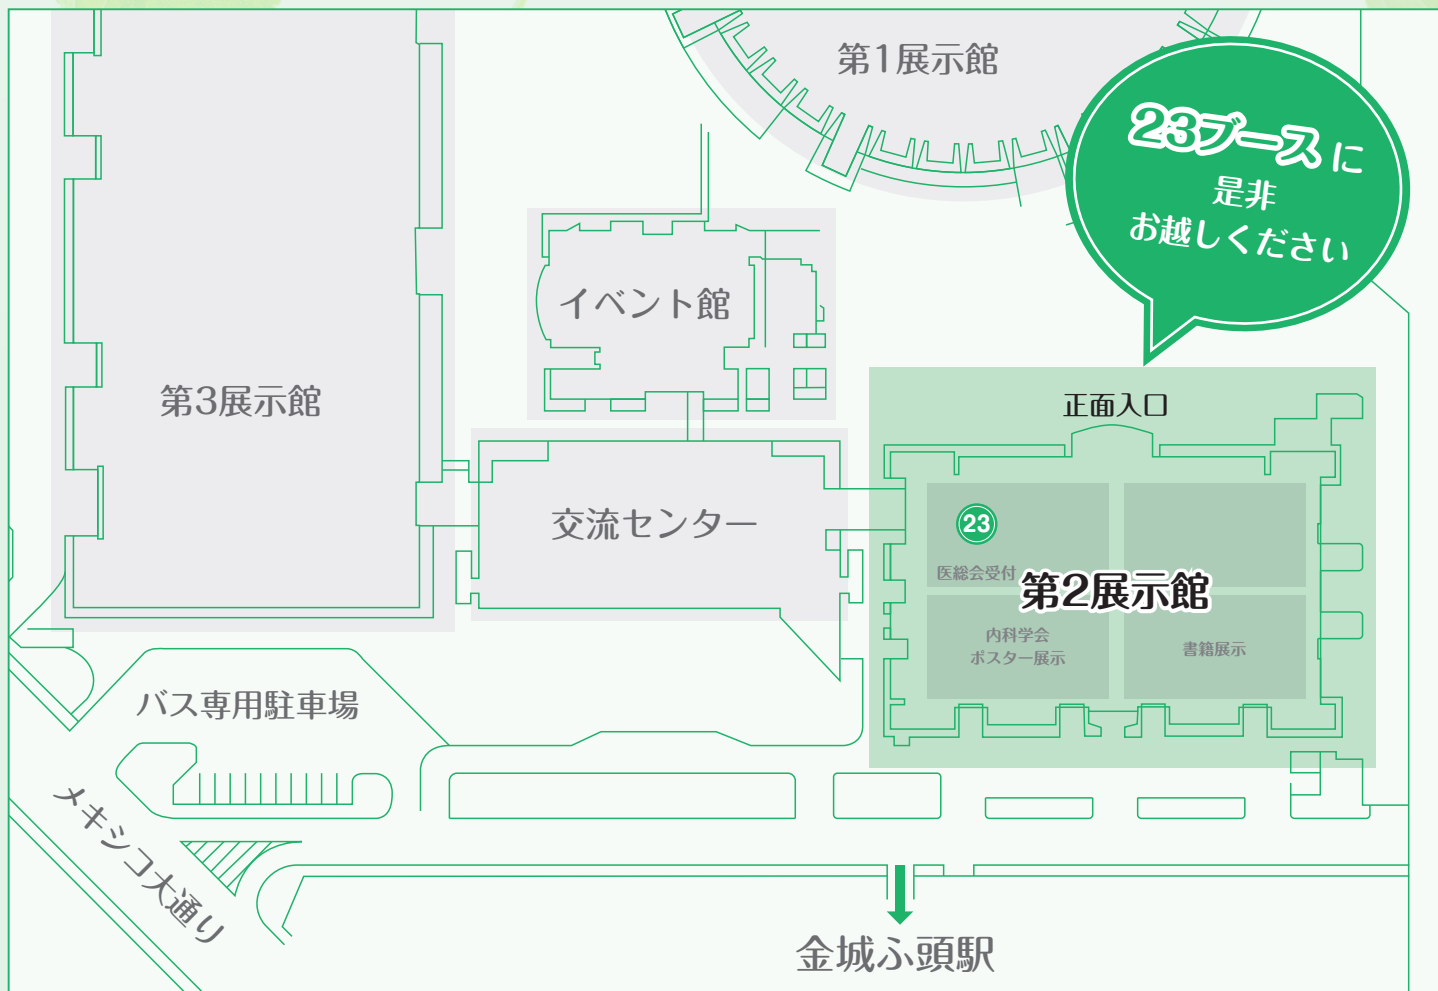 第1展示館
23ブースに
是非
お越しください
イベント館
第3展示館
正面入口
交流センター
23
医総会受付
第2展示館
内科学会
ポスター展示
書籍展示
バス専用駐車場
メキシコ大通り
金城ふ頭駅